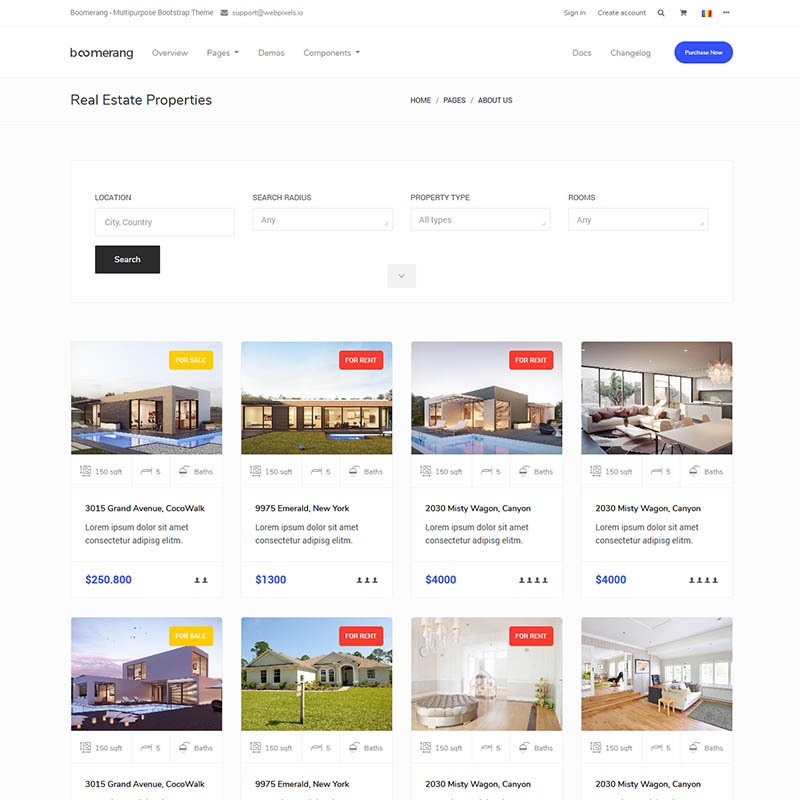 Boomerang - Multipurpose Bootstrap Theme support@webpixels.io Sign in Create account
boomerang Overview Pages Demos Components Docs Changelog Purchase Now
Real Estate Properties HOME / PAGES / ABOUT US
LOCATION SEARCH RADIUS PROPERTY TYPE ROOMS
City, Country Any All types Any
Search
FOR SALE FOR RENT FOR RENT
150 sqft 5 Baths 150 sqft 5 Baths 150 sqft 5 Baths 150 sqft 5 Baths
3015 Grand Avenue, CocoWalk 9975 Emerald, New York 2030 Misty Wagon, Canyon 2030 Misty Wagon, Canyon
Lorem ipsum dolor sit amet Lorem ipsum dolor sit amet Lorem ipsum dolor sit amet Lorem ipsum dolor sit amet
consectetur adipisg elitm. consectetur adipisg elitm. consectetur adipisg elitm. consectetur adipisg elitm.
$250.800 $1300 $4000 $4000
FOR SALE FOR RENT FOR RENT
150 sqft 5 Baths 150 sqft 5 Baths 150 sqft 5 Baths 150 sqft 5 Baths
3015 Grand Avenue, CocoWalk 9975 Emerald, New York 2030 Misty Wagon, Canyon 2030 Misty Wagon, Canyon